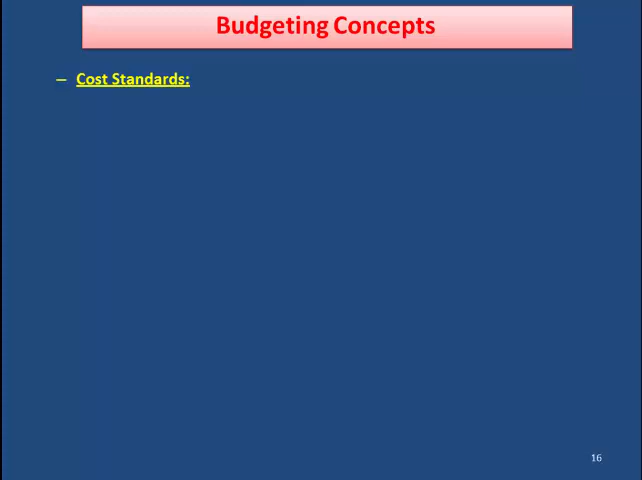 Budgeting Concepts
– Cost Standards:
16